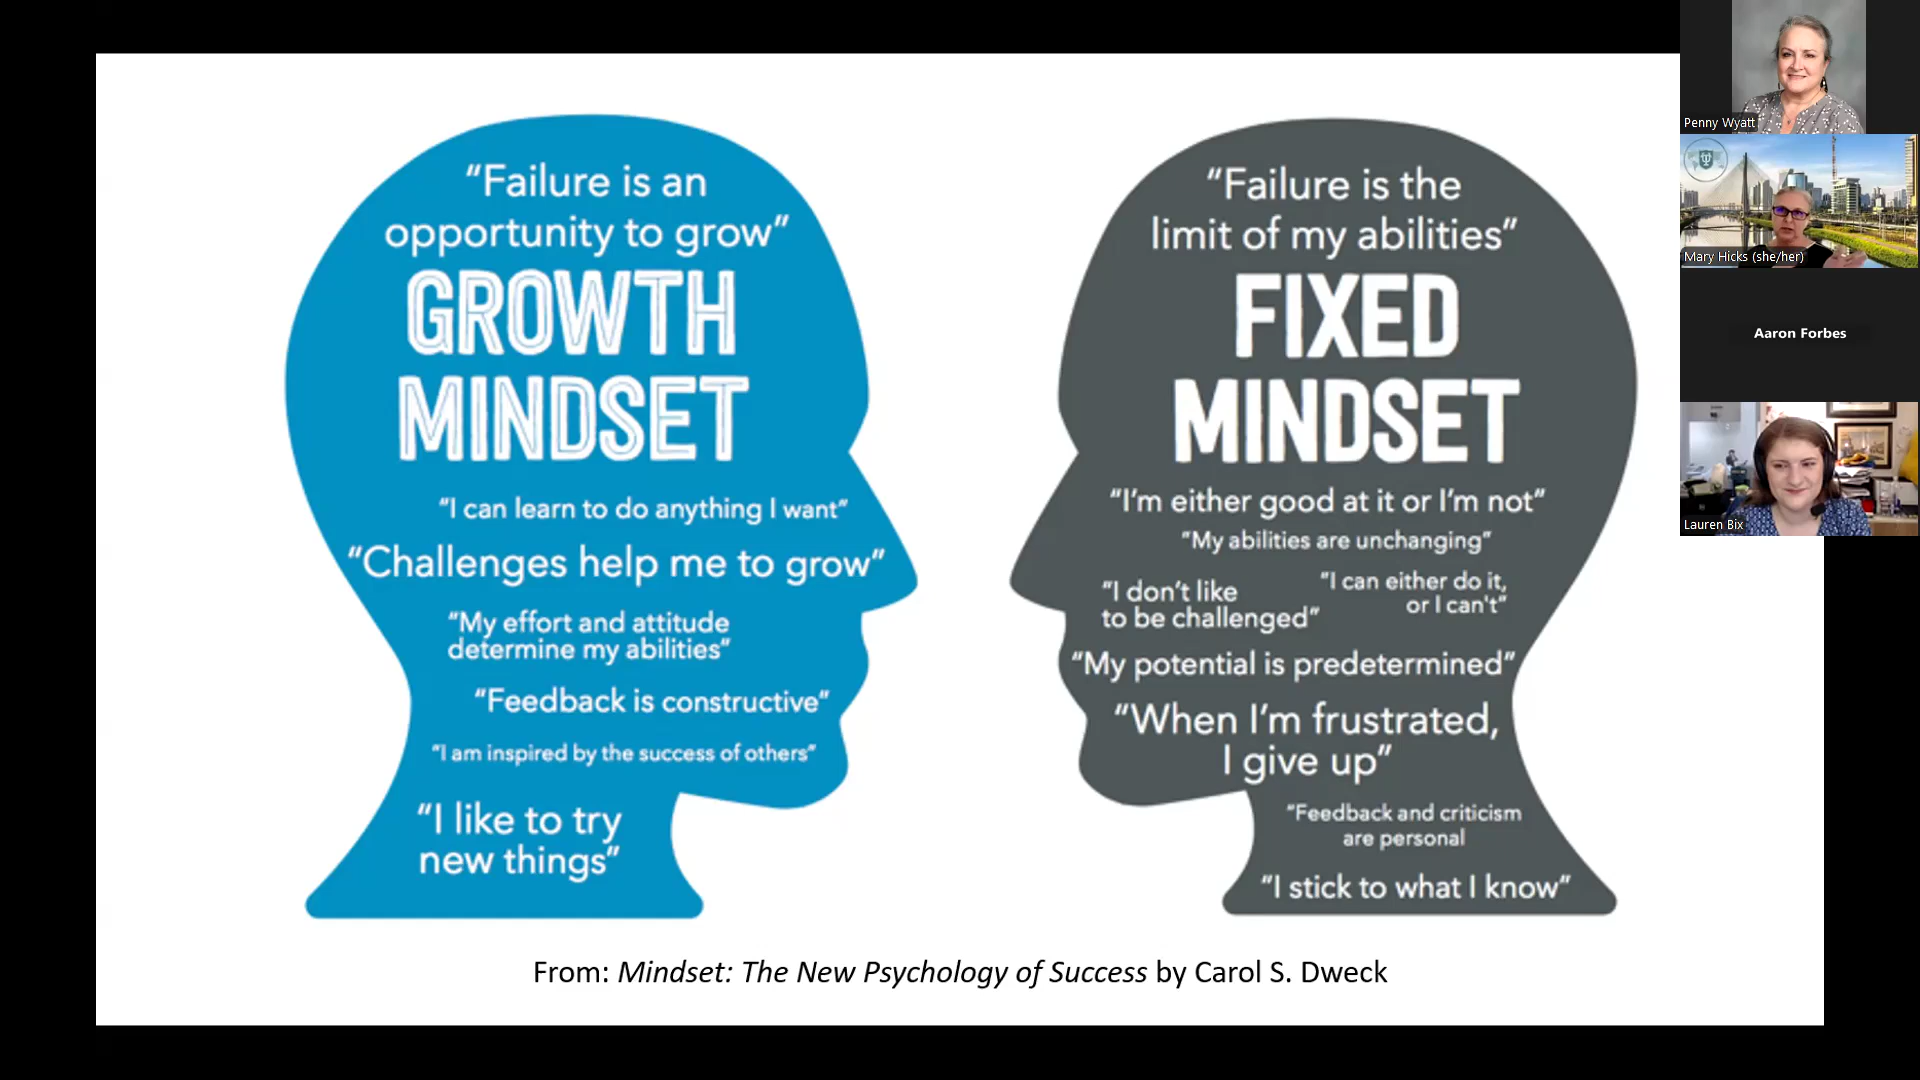 “Failure is an
opportunity to grow”
GROWTH
MINDSET
“I can learn to do anything I want”
“Challenges help me to grow”
“My effort and attitude
determine my abilities”
“Feedback is constructive”
“I am inspired by the success of others”
“I like to try
new things”
“Failure is the
limit of my abilities”
FIXED
MINDSET
“I’m either good at it or I’m not”
“My abilities are unchanging”
“I don’t like
to be challenged”
“I can either do it,
or I can't”
“My potential is predetermined”
“When I’m frustrated,
I give up”
“Feedback and criticism
are personal
“I stick to what I know”
From: Mindset: The New Psychology of Success by Carol S. Dweck
Penny Wyatt
Mary Hicks (she/her)
Aaron Forbes
Lauren Bix